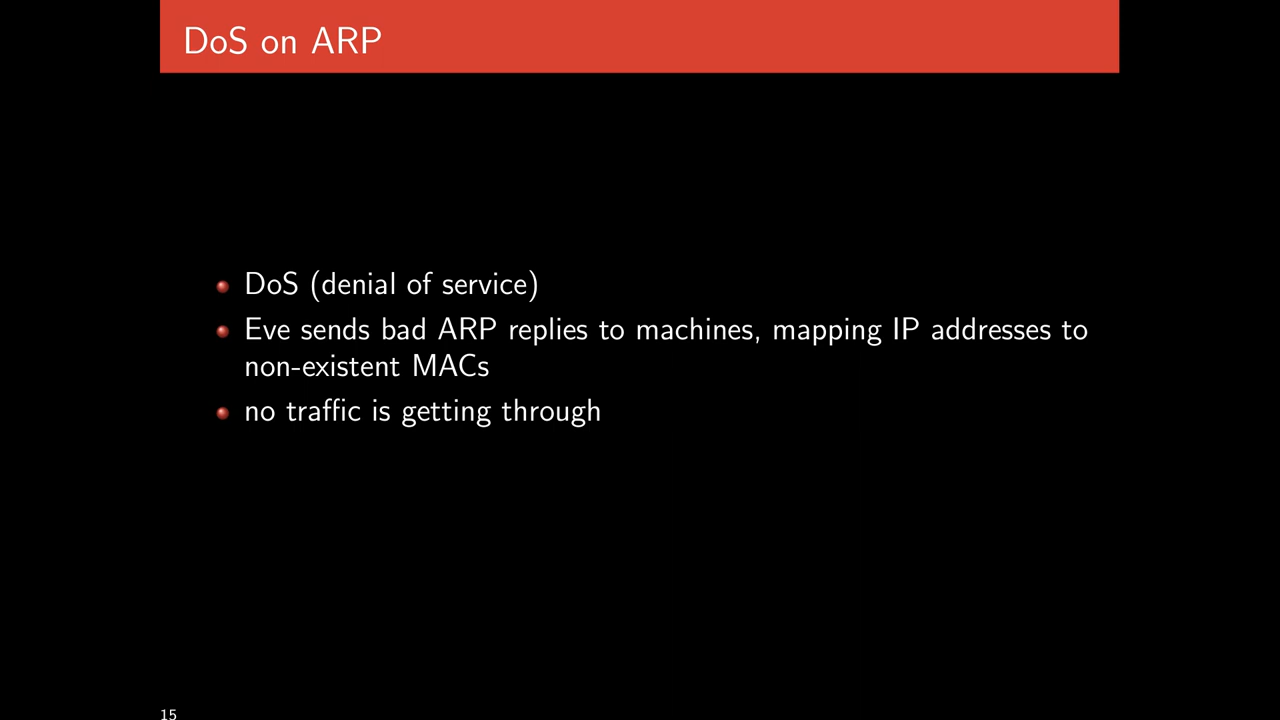 DoS on ARP
DoS (denial of service)
Eve sends bad ARP replies to machines, mapping IP addresses to
non-existent MACs
no traffic is getting through
15